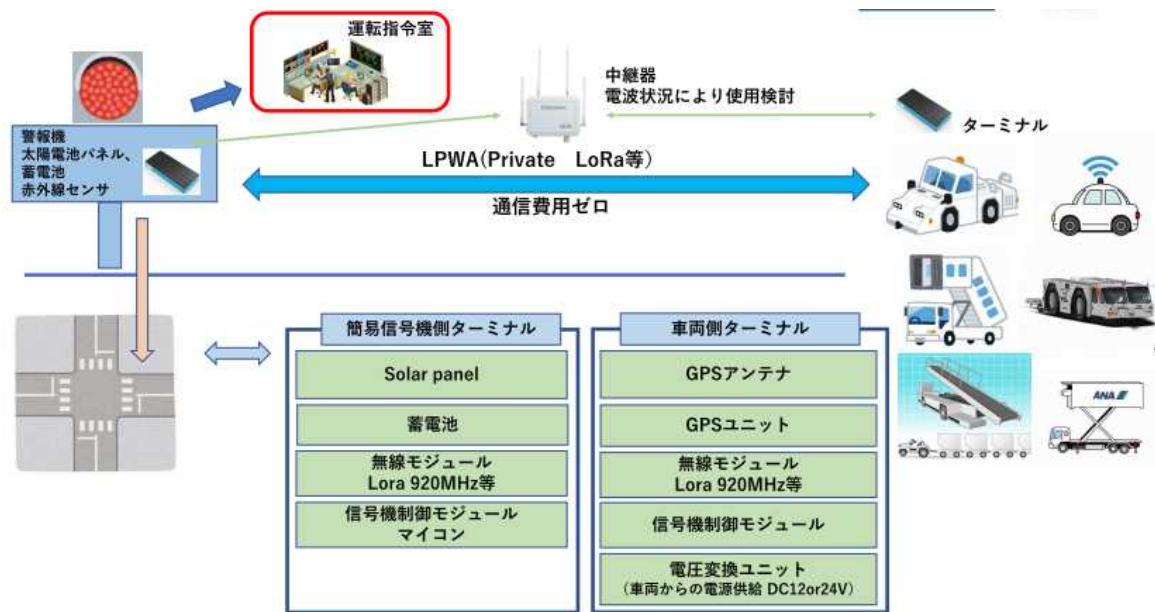 運転指令室
中継器
電波状況により使用検討
ターミナル
警報機
太陽電池パネル、
蓄電池
赤外線センサ
LPWA(Private　LoRa等)
通信費用ゼロ
簡易信号機側ターミナル
Solar panel
蓄電池
無線モジュール
Lora 920MHz等
信号機制御モジュール
マイコン
車両側ターミナル
GPSアンテナ
GPSユニット
無線モジュール
Lora 920MHz等
信号機制御モジュール
電圧変換ユニット
（車両からの電源供給 DC12or24V）
ANA